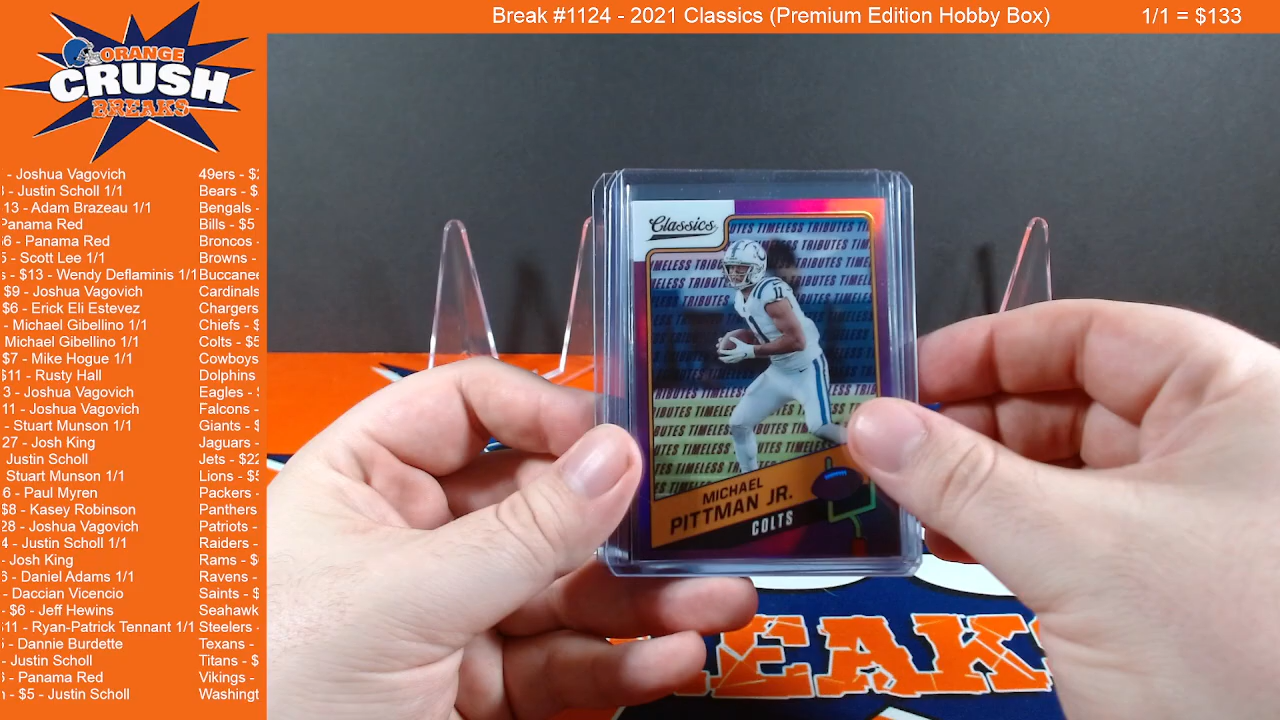 Break #1124 - 2021 Classics (Premium Edition Hobby Box)
1/1 = $133
ORANGE
CRUSH
BREAKS
- Joshua Vagovich
49ers -
- Justin Scholl 1/1
Bears - $
13 - Adam Brazeau 1/1
Bengals -
Panama Red
Bills - $5
6 - Panama Red
Broncos -
- Scott Lee 1/1
Browns -
- $13 - Wendy Deflaminis 1/1
Buccanee
$9 - Joshua Vagovich
Cardinals
$6 - Erick Eli Estevez
Chargers
- Michael Gibellino 1/1
Chiefs - $
Michael Gibellino 1/1
Colts - $5
$7 - Mike Hogue 1/1
Cowboys
$11 - Rusty Hall
Dolphins
3 - Joshua Vagovich
Eagles -
11 - Joshua Vagovich
Falcons -
- Stuart Munson 1/1
Giants - $
27 - Josh King
Jaguars -
Justin Scholl
Jets - $22
Stuart Munson 1/1
Lions - $5
6 - Paul Myren
Packers -
$8 - Kasey Robinson
Panthers
28 - Joshua Vagovich
Patriots -
4 - Justin Scholl 1/1
Raiders -
- Josh King
Rams - $
- Daniel Adams 1/1
Ravens -
- Daccian Vicencio
Saints - $
- $6 - Jeff Hewins
Seahawk
11 - Ryan-Patrick Tennant 1/1
Steelers -
- Dannie Burdette
Texans -
- Justin Scholl
Titans - $
- Panama Red
Vikings -
- $5 - Justin Scholl
Washingt
Classics
TIMELESS TRIBUTES
11
MICHAEL
PITTMAN JR.
COLTS
REAKS